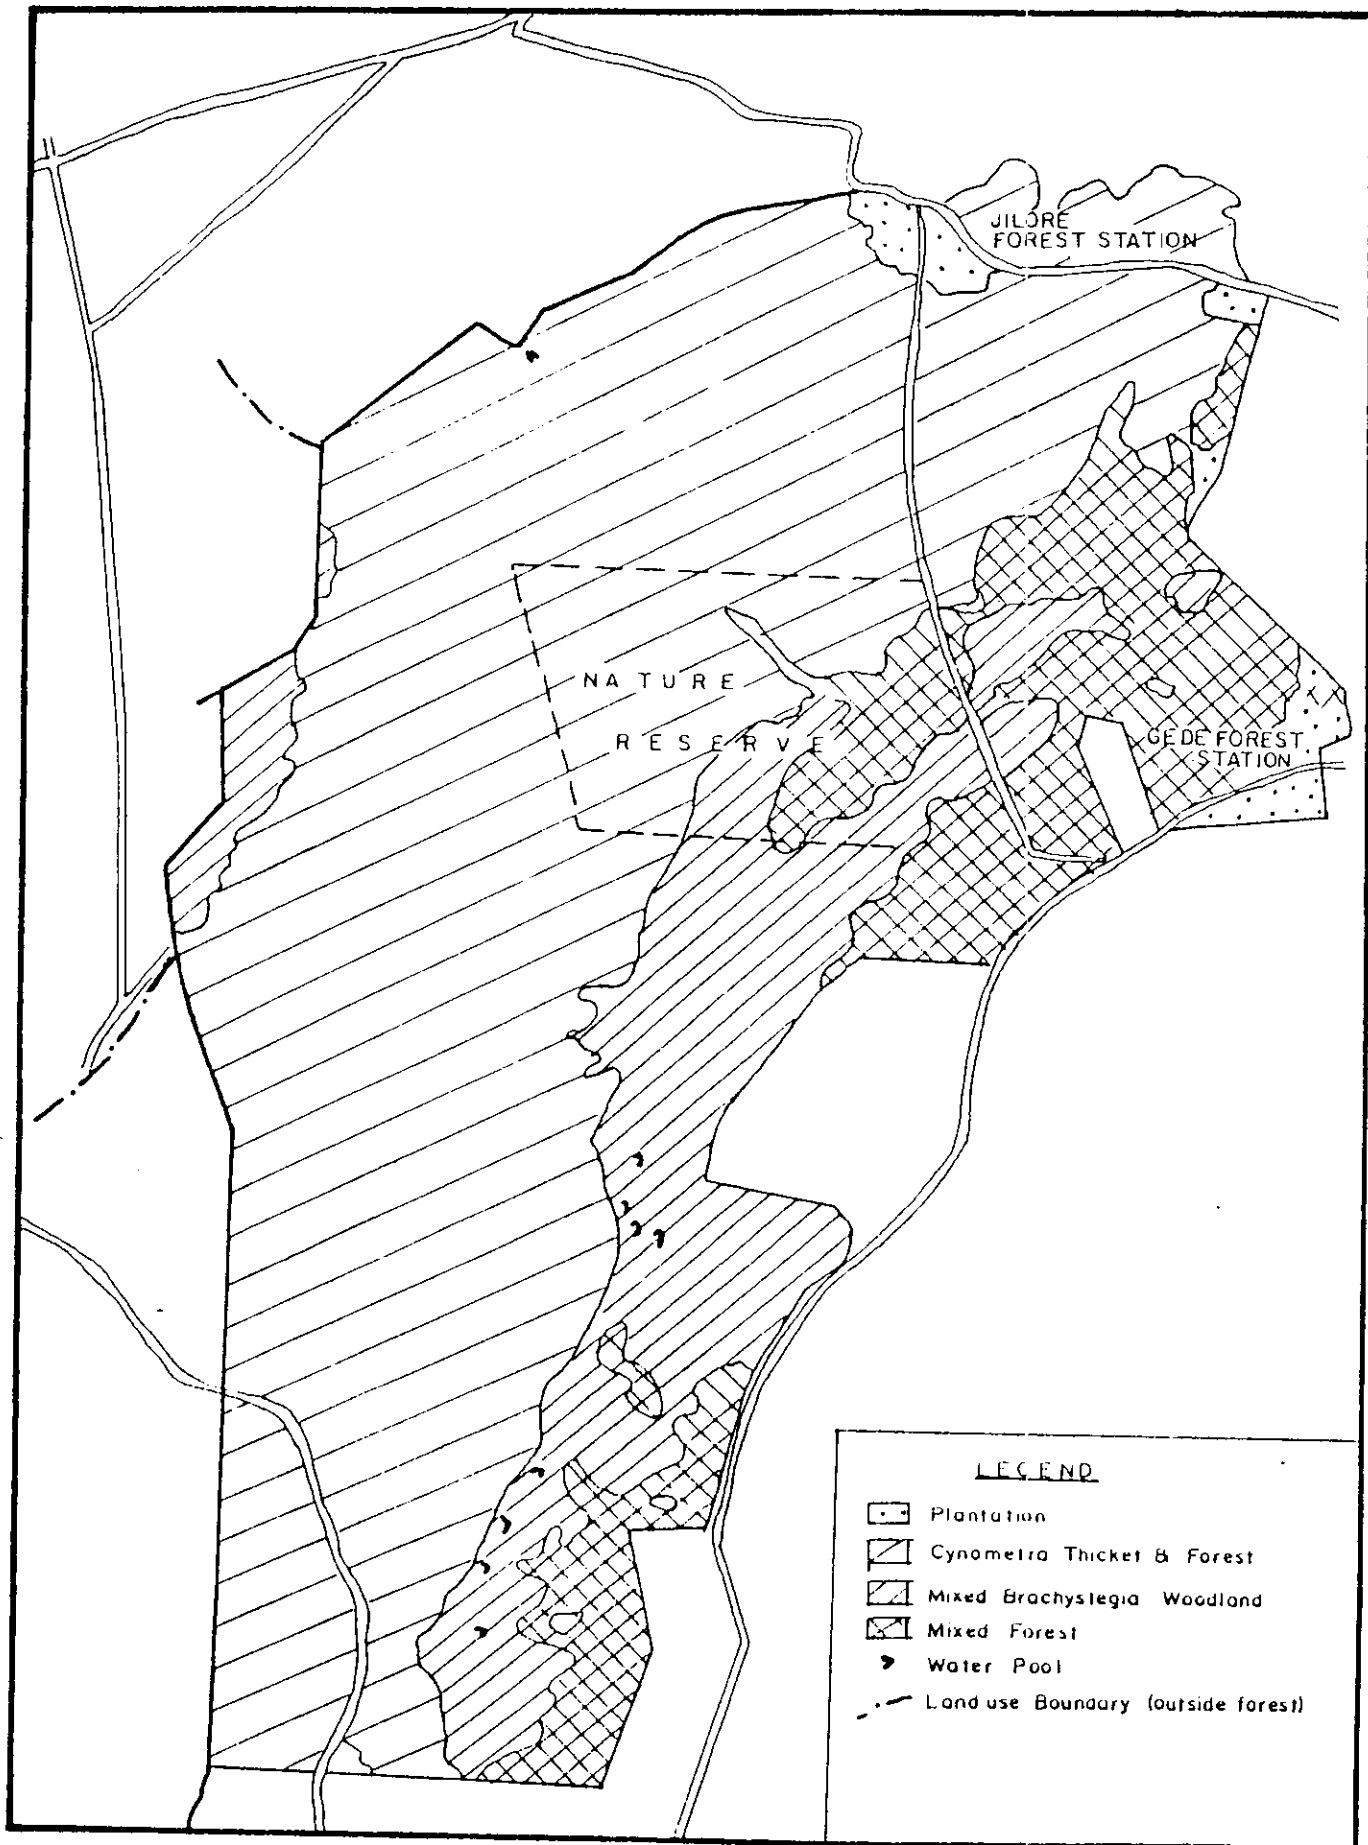 JILORE
FOREST STATION
NATURE
RESERVE
GEDE FOREST
STATION
LEGEND
Plantation
Cynometra Thicket & Forest
Mixed Brachystegia Woodland
Mixed Forest
Water Pool
Land use Boundary (outside forest)